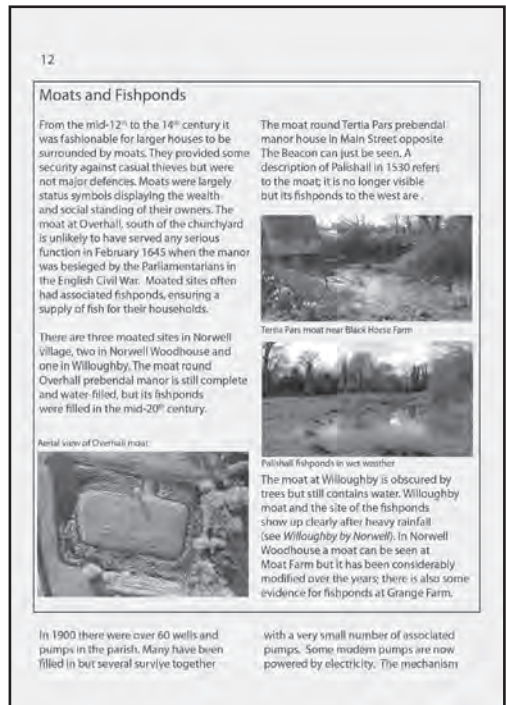 12
Moats and Fishponds
From the mid-12th to the 14th century it
was fashionable for larger houses to be
surrounded by moats. They provided some
security against casual thieves but were
not major defences. Moats were largely
status symbols displaying the wealth
and social standing of their owners. The
moat at Overhall, south of the churchyard
is unlikely to have served any serious
function in February 1645 when the manor
was besieged by the Parliamentarians in
the English Civil War. Moated sites often
had associated fishponds, ensuring a
supply of fish for their households.
There are three moated sites in Norwell
village, two in Norwell Woodhouse and
one in Willoughby. The moat round
Overhall prebendal manor is still complete
and water-filled, but its fishponds
were filled in the mid-20th century.
Aerial view of Overhall moat
The moat round Tertia Pars prebendal
manor house in Main Street opposite
The Beacon can just be seen. A
description of Palishall in 1530 refers
to the moat; it is no longer visible
but its fishponds to the west are .
Tertia Pars moat near Black Horse Farm
Palishall fishponds in wet weather
The moat at Willoughby is obscured by
trees but still contains water. Willoughby
moat and the site of the fishponds
show up clearly after heavy rainfall
(see Willoughby by Norwell). In Norwell
Woodhouse a moat can be seen at
Moat Farm but it has been considerably
modified over the years; there is also some
evidence for fishponds at Grange Farm.
In 1900 there were over 60 wells and
pumps in the parish. Many have been
filled in but several survive together
with a very small number of associated
pumps. Some modern pumps are now
powered by electricity. The mechanism